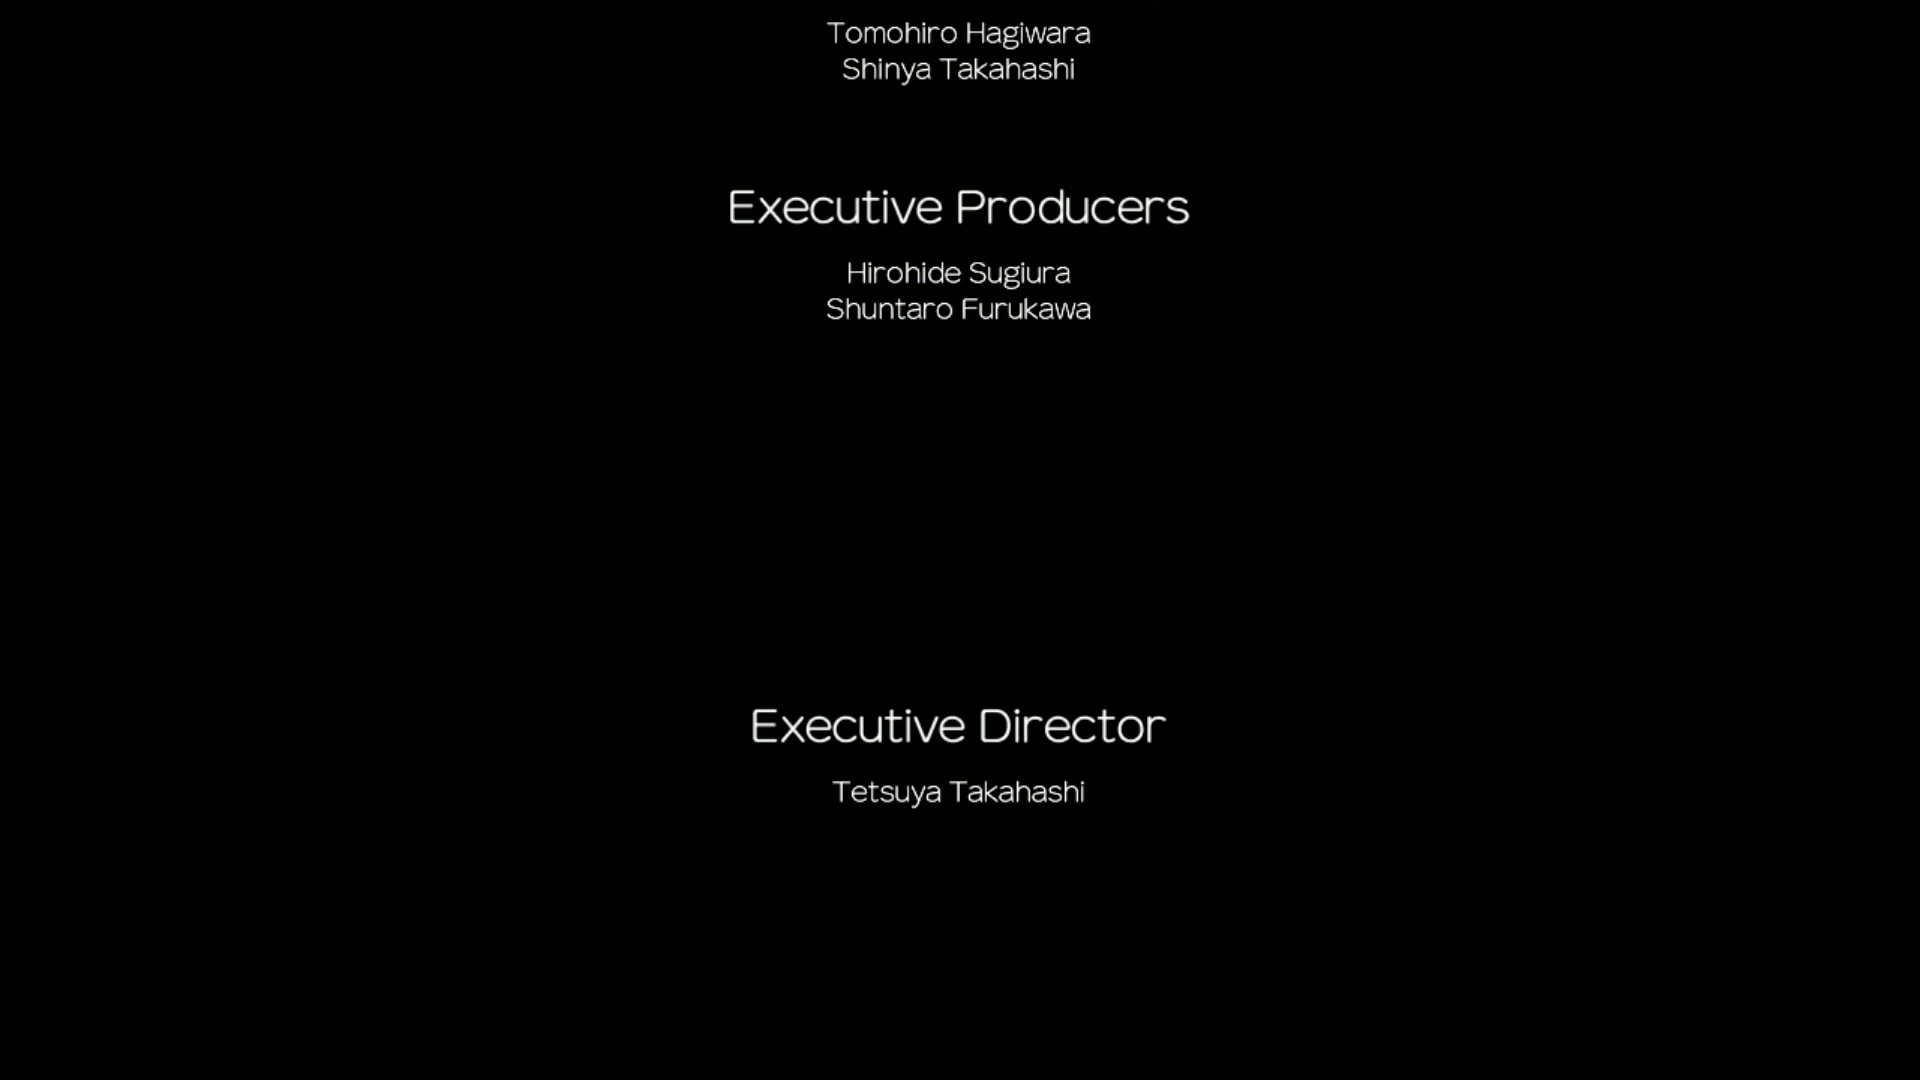 Tomohiro Hagiwara
Shinya Takahashi
Executive Producers
Hirohide Sugiura
Shuntaro Furukawa
Executive Director
Tetsuya Takahashi